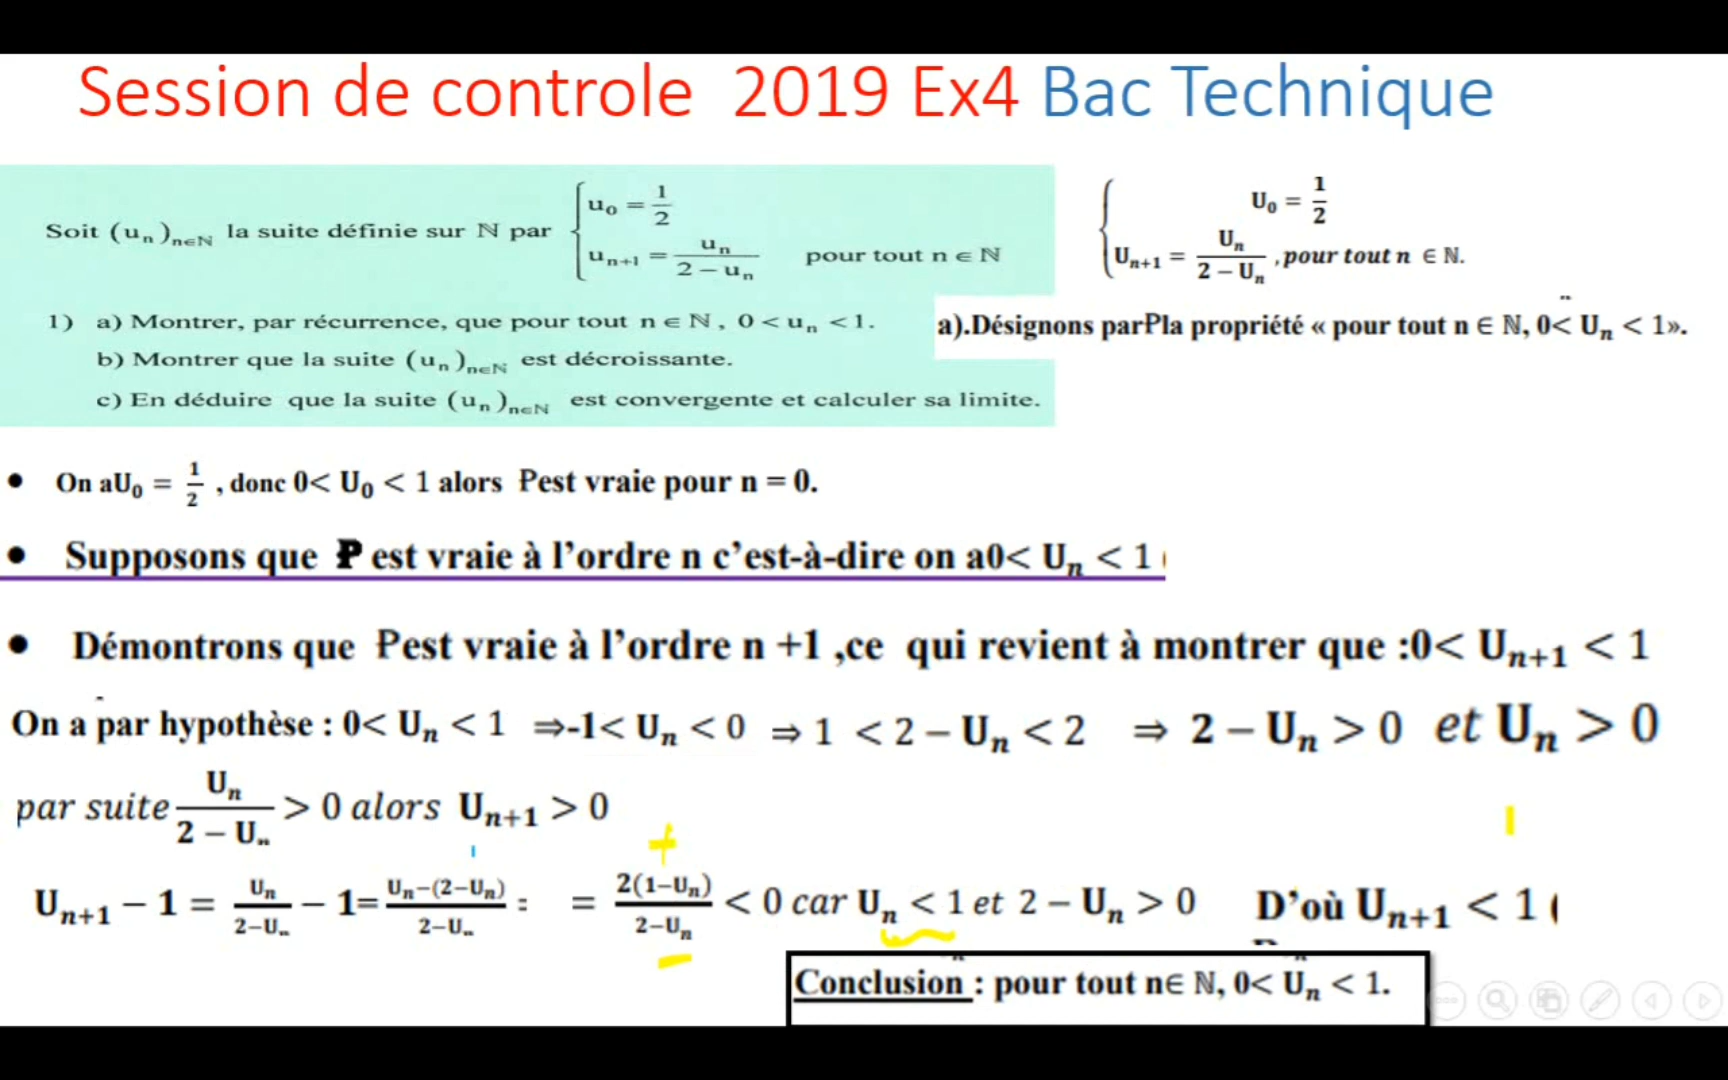 Session de controle 2019 Ex4 Bac Technique
Soit (uₙ)ₙ∈ℕ la suite définie sur ℕ par { u₀ = 1/2
uₙ₊₁ = uₙ/(2 − uₙ) pour tout n ∈ ℕ
1) a) Montrer, par récurrence, que pour tout n ∈ ℕ, 0 < uₙ < 1.
b) Montrer que la suite (uₙ)ₙ∈ℕ est décroissante.
c) En déduire que la suite (uₙ)ₙ∈ℕ est convergente et calculer sa limite.
{ U₀ = 1/2
Uₙ₊₁ = Uₙ/(2 − Uₙ) , pour tout n ∈ ℕ.
a).Désignons parPla propriété « pour tout n ∈ ℕ, 0< Uₙ < 1».
• On aU₀ = 1/2 , donc 0< U₀ < 1 alors Pest vraie pour n = 0.
• Supposons que P est vraie à l’ordre n c’est-à-dire on a0< Uₙ < 1
• Démontrons que Pest vraie à l’ordre n +1 ,ce qui revient à montrer que :0< Uₙ₊₁ < 1
On a par hypothèse : 0< Uₙ < 1 ⇒-1< Uₙ < 0 ⇒ 1 < 2 − Uₙ < 2 ⇒ 2 − Uₙ > 0 et Uₙ > 0
par suite Uₙ/(2 − Uₙ) > 0 alors Uₙ₊₁ > 0
Uₙ₊₁ − 1 = Uₙ/(2−Uₙ) − 1= (Uₙ−(2−Uₙ))/(2−Uₙ) = 2(1−Uₙ)/(2−Uₙ) < 0 car Uₙ < 1 et 2 − Uₙ > 0 D’où Uₙ₊₁ < 1
Conclusion : pour tout n∈ ℕ, 0< Uₙ < 1.